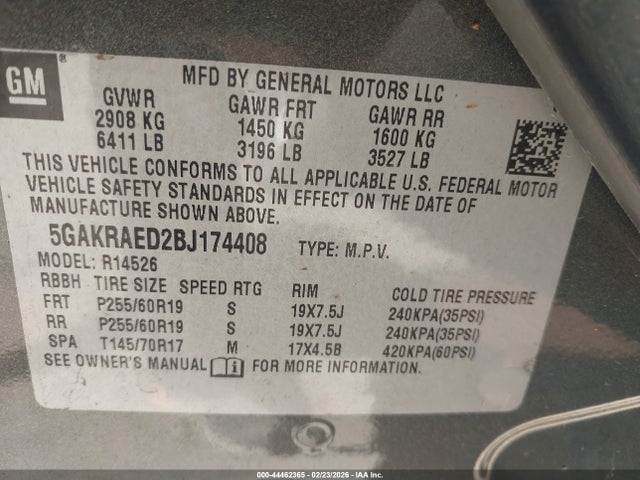 GM ®
MFD BY GENERAL MOTORS LLC
GVWR GAWR FRT GAWR RR
2908 KG 1450 KG 1600 KG
6411 LB 3196 LB 3527 LB
THIS VEHICLE CONFORMS TO ALL APPLICABLE U.S. FEDERAL MOTOR
VEHICLE SAFETY STANDARDS IN EFFECT ON THE DATE OF
MANUFACTURE SHOWN ABOVE.
5GAKRAED2BJ174408 TYPE: M.P.V.
MODEL: R14526
RBBH TIRE SIZE SPEED RTG RIM COLD TIRE PRESSURE
FRT P255/60R19 S 19X7.5J 240KPA(35PSI)
RR P255/60R19 S 19X7.5J 240KPA(35PSI)
SPA T145/70R17 M 17X4.5B 420KPA(60PSI)
SEE OWNER'S MANUAL FOR MORE INFORMATION.
000-44462365 - 02/23/2026 - IAA Inc.